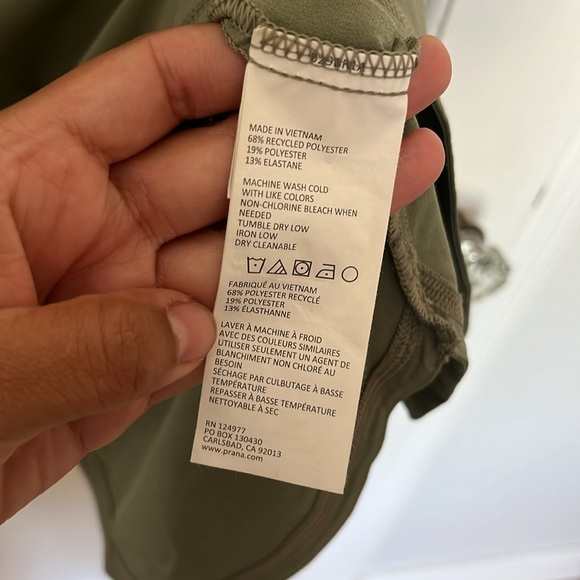 MADE IN VIETNAM
68% RECYCLED POLYESTER
19% POLYESTER
13% ELASTANE
MACHINE WASH COLD
WITH LIKE COLORS
NON-CHLORINE BLEACH WHEN
NEEDED
TUMBLE DRY LOW
IRON LOW
DRY CLEANABLE
FABRIQUÉ AU VIETNAM
68% POLYESTER RECYCLÉ
19% POLYESTER
13% ÉLASTHANNE
LAVER À MACHINE À FROID
AVEC DES COULEURS SIMILAIRES
UTILISER SEULEMENT UN AGENT DE
BLANCHIMENT NON CHLORÉ AU
BESOIN
SÉCHAGE PAR CULBUTAGE À BASSE
TEMPÉRATURE
REPASSER À BASSE TEMPÉRATURE
NETTOYABLE À SEC
RN 124977
PO BOX 130430
CARLSBAD, CA 92013
www.prana.com